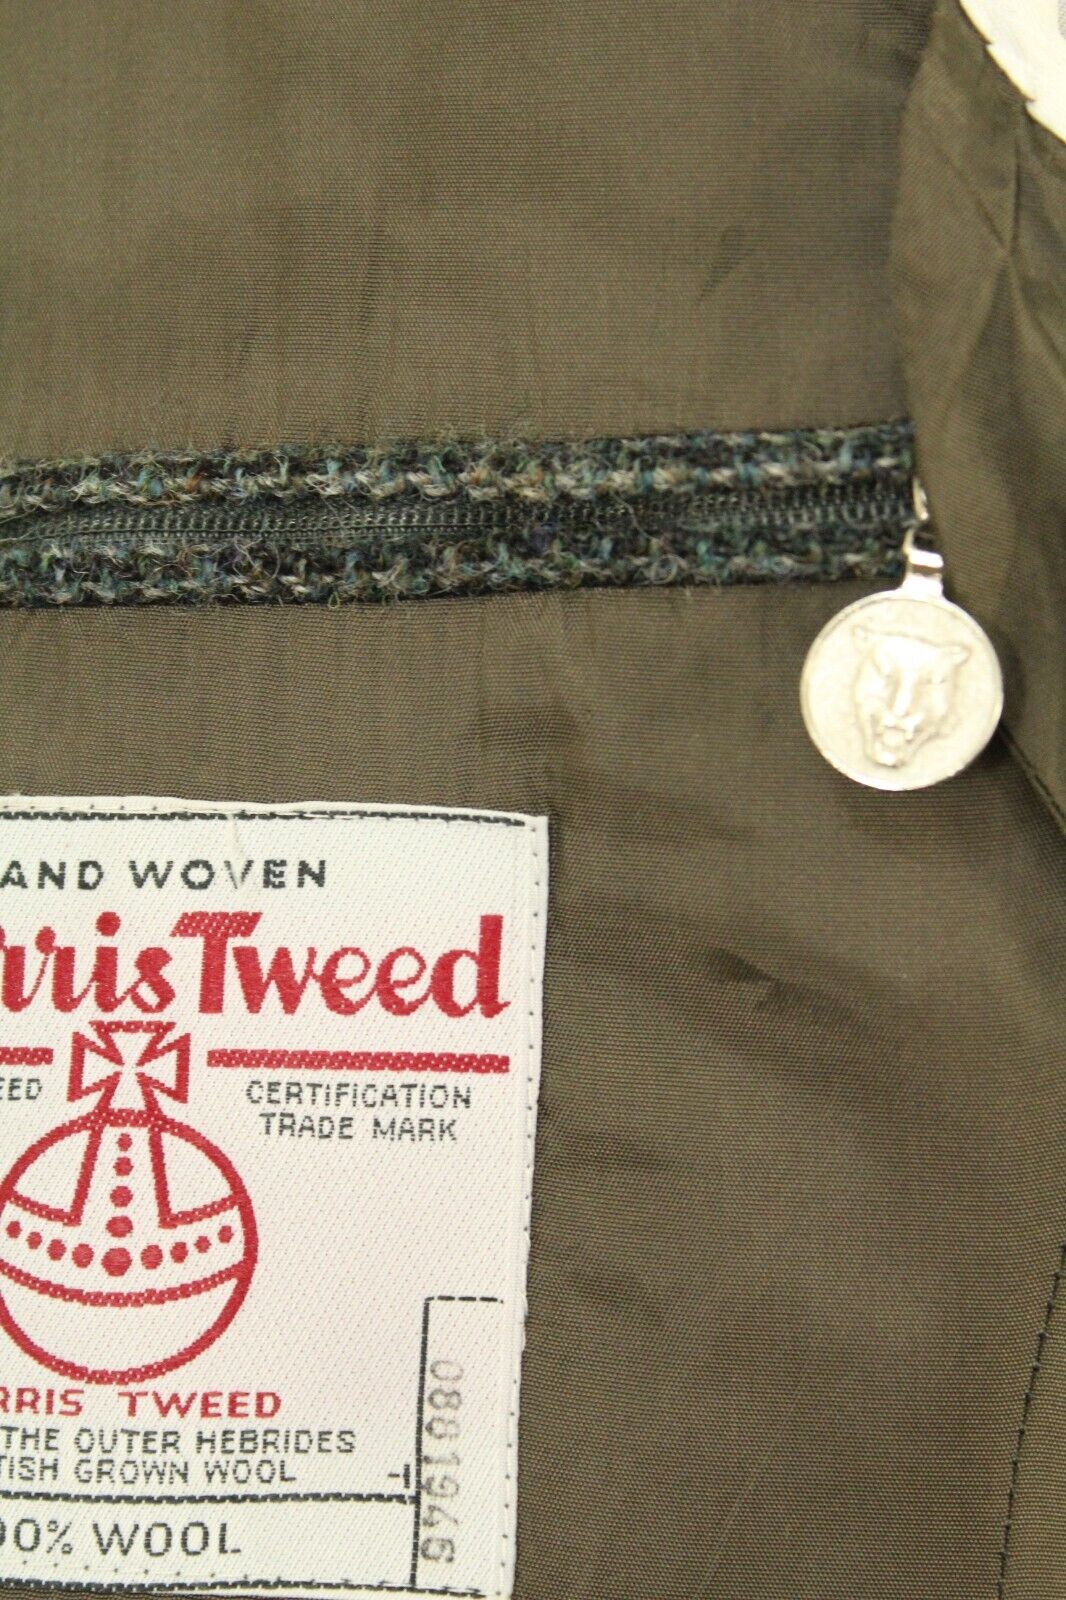 AND WOVEN
rris Tweed
EED
CERTIFICATION
TRADE MARK
RRIS TWEED
THE OUTER HEBRIDES
TISH GROWN WOOL
00% WOOL
0881946